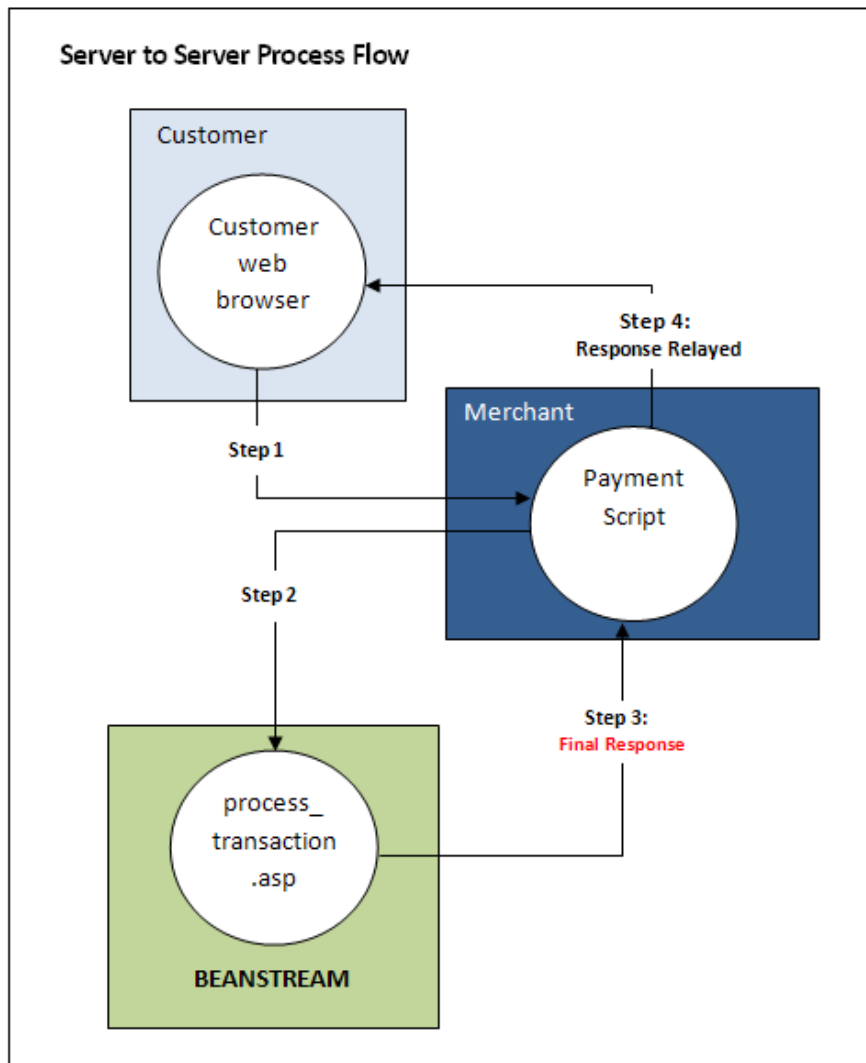 Server to Server Process Flow
Customer
Customer
web
browser
Step 4:
Response Relayed
Merchant
Step 1
Payment
Script
Step 2
Step 3:
Final Response
process_
transaction
.asp
BEANSTREAM